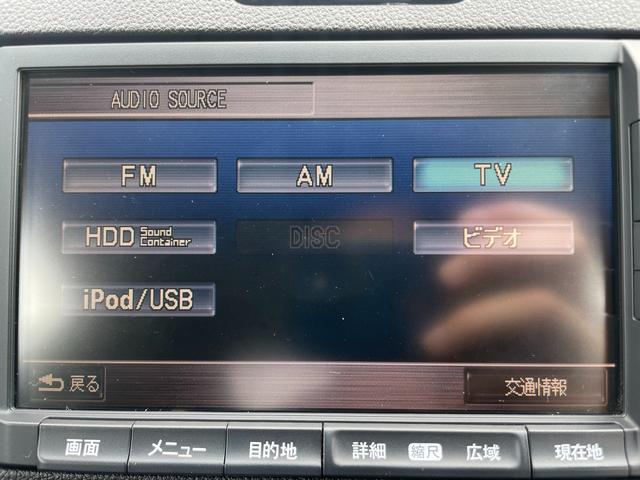 AUDIO SOURCE
FM AM TV
HDD Sound Container DISC ビデオ
iPod/USB
戻る 交通情報
画面 メニュー 目的地 詳細 縮尺 広域 現在地